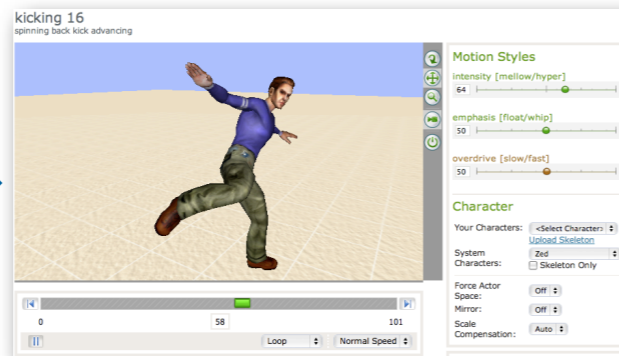 kicking 16
spinning back kick advancing
Motion Styles
intensity [mellow/hyper]
64
emphasis [float/whip]
50
overdrive [slow/fast]
50
Character
Your Characters: <Select Character>
Upload Skeleton
System Characters: Zed
Skeleton Only
Force Actor Space: Off
Mirror: Off
Scale Compensation: Auto
0 58 101
Loop Normal Speed